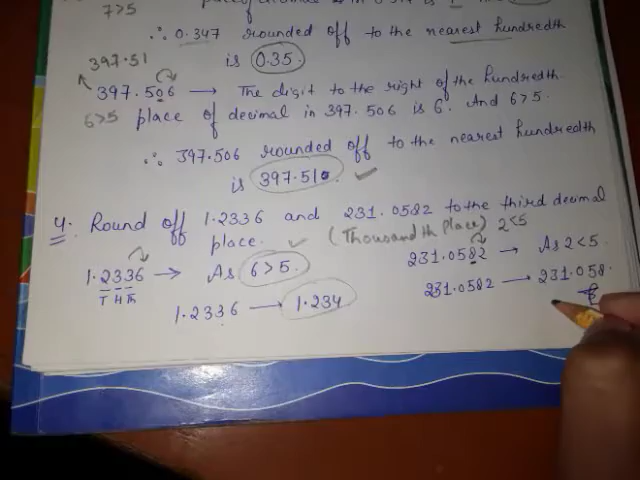 7>5
∴ 0.347 rounded off to the nearest hundredth
is 0.35.
397.51
397.506 → The digit to the right of the hundredth
6>5 place of decimal in 397.506 is 6. And 6>5.
∴ 397.506 rounded off to the nearest hundredth
is 397.510.
4. Round off 1.2336 and 231.0582 to the third decimal
place. (Thousandth Place) 2<5
1.2336 → As 6>5.
T H Th
1.2336 → 1.234
231.0582 → As 2<5.
231.0582 → 231.058.